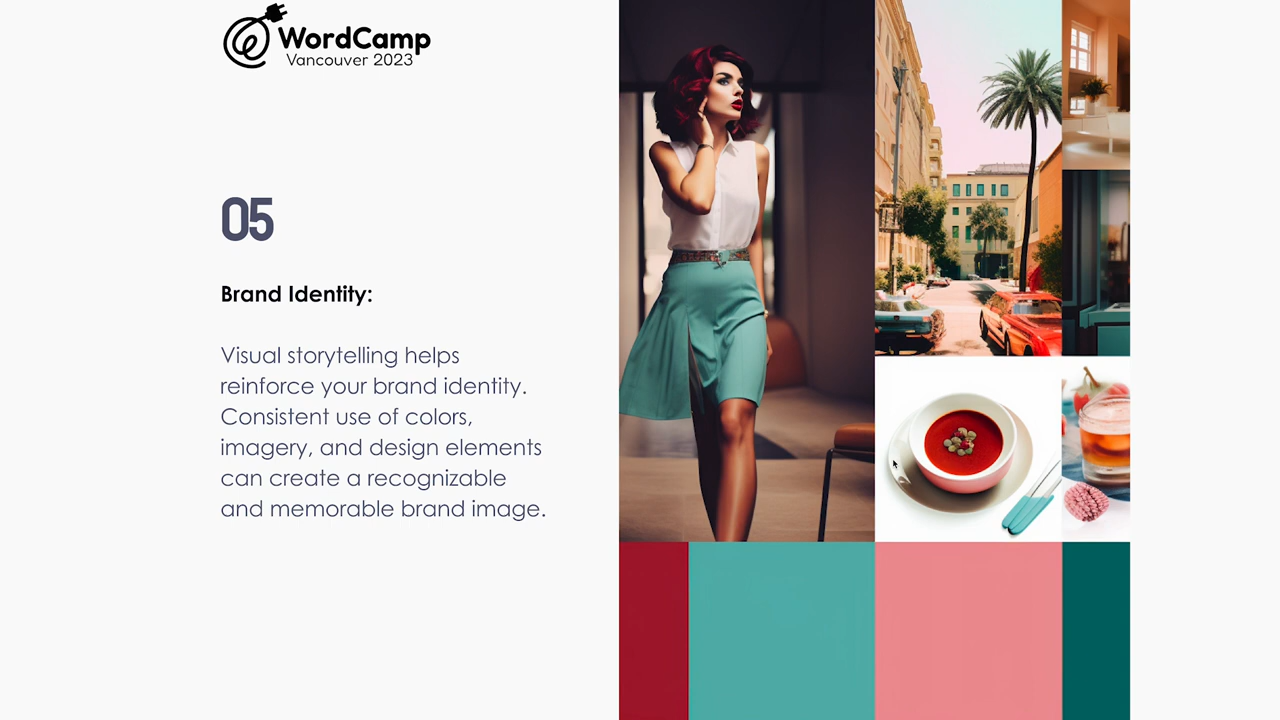 WordCamp
Vancouver 2023
05
Brand Identity:
Visual storytelling helps
reinforce your brand identity.
Consistent use of colors,
imagery, and design elements
can create a recognizable
and memorable brand image.